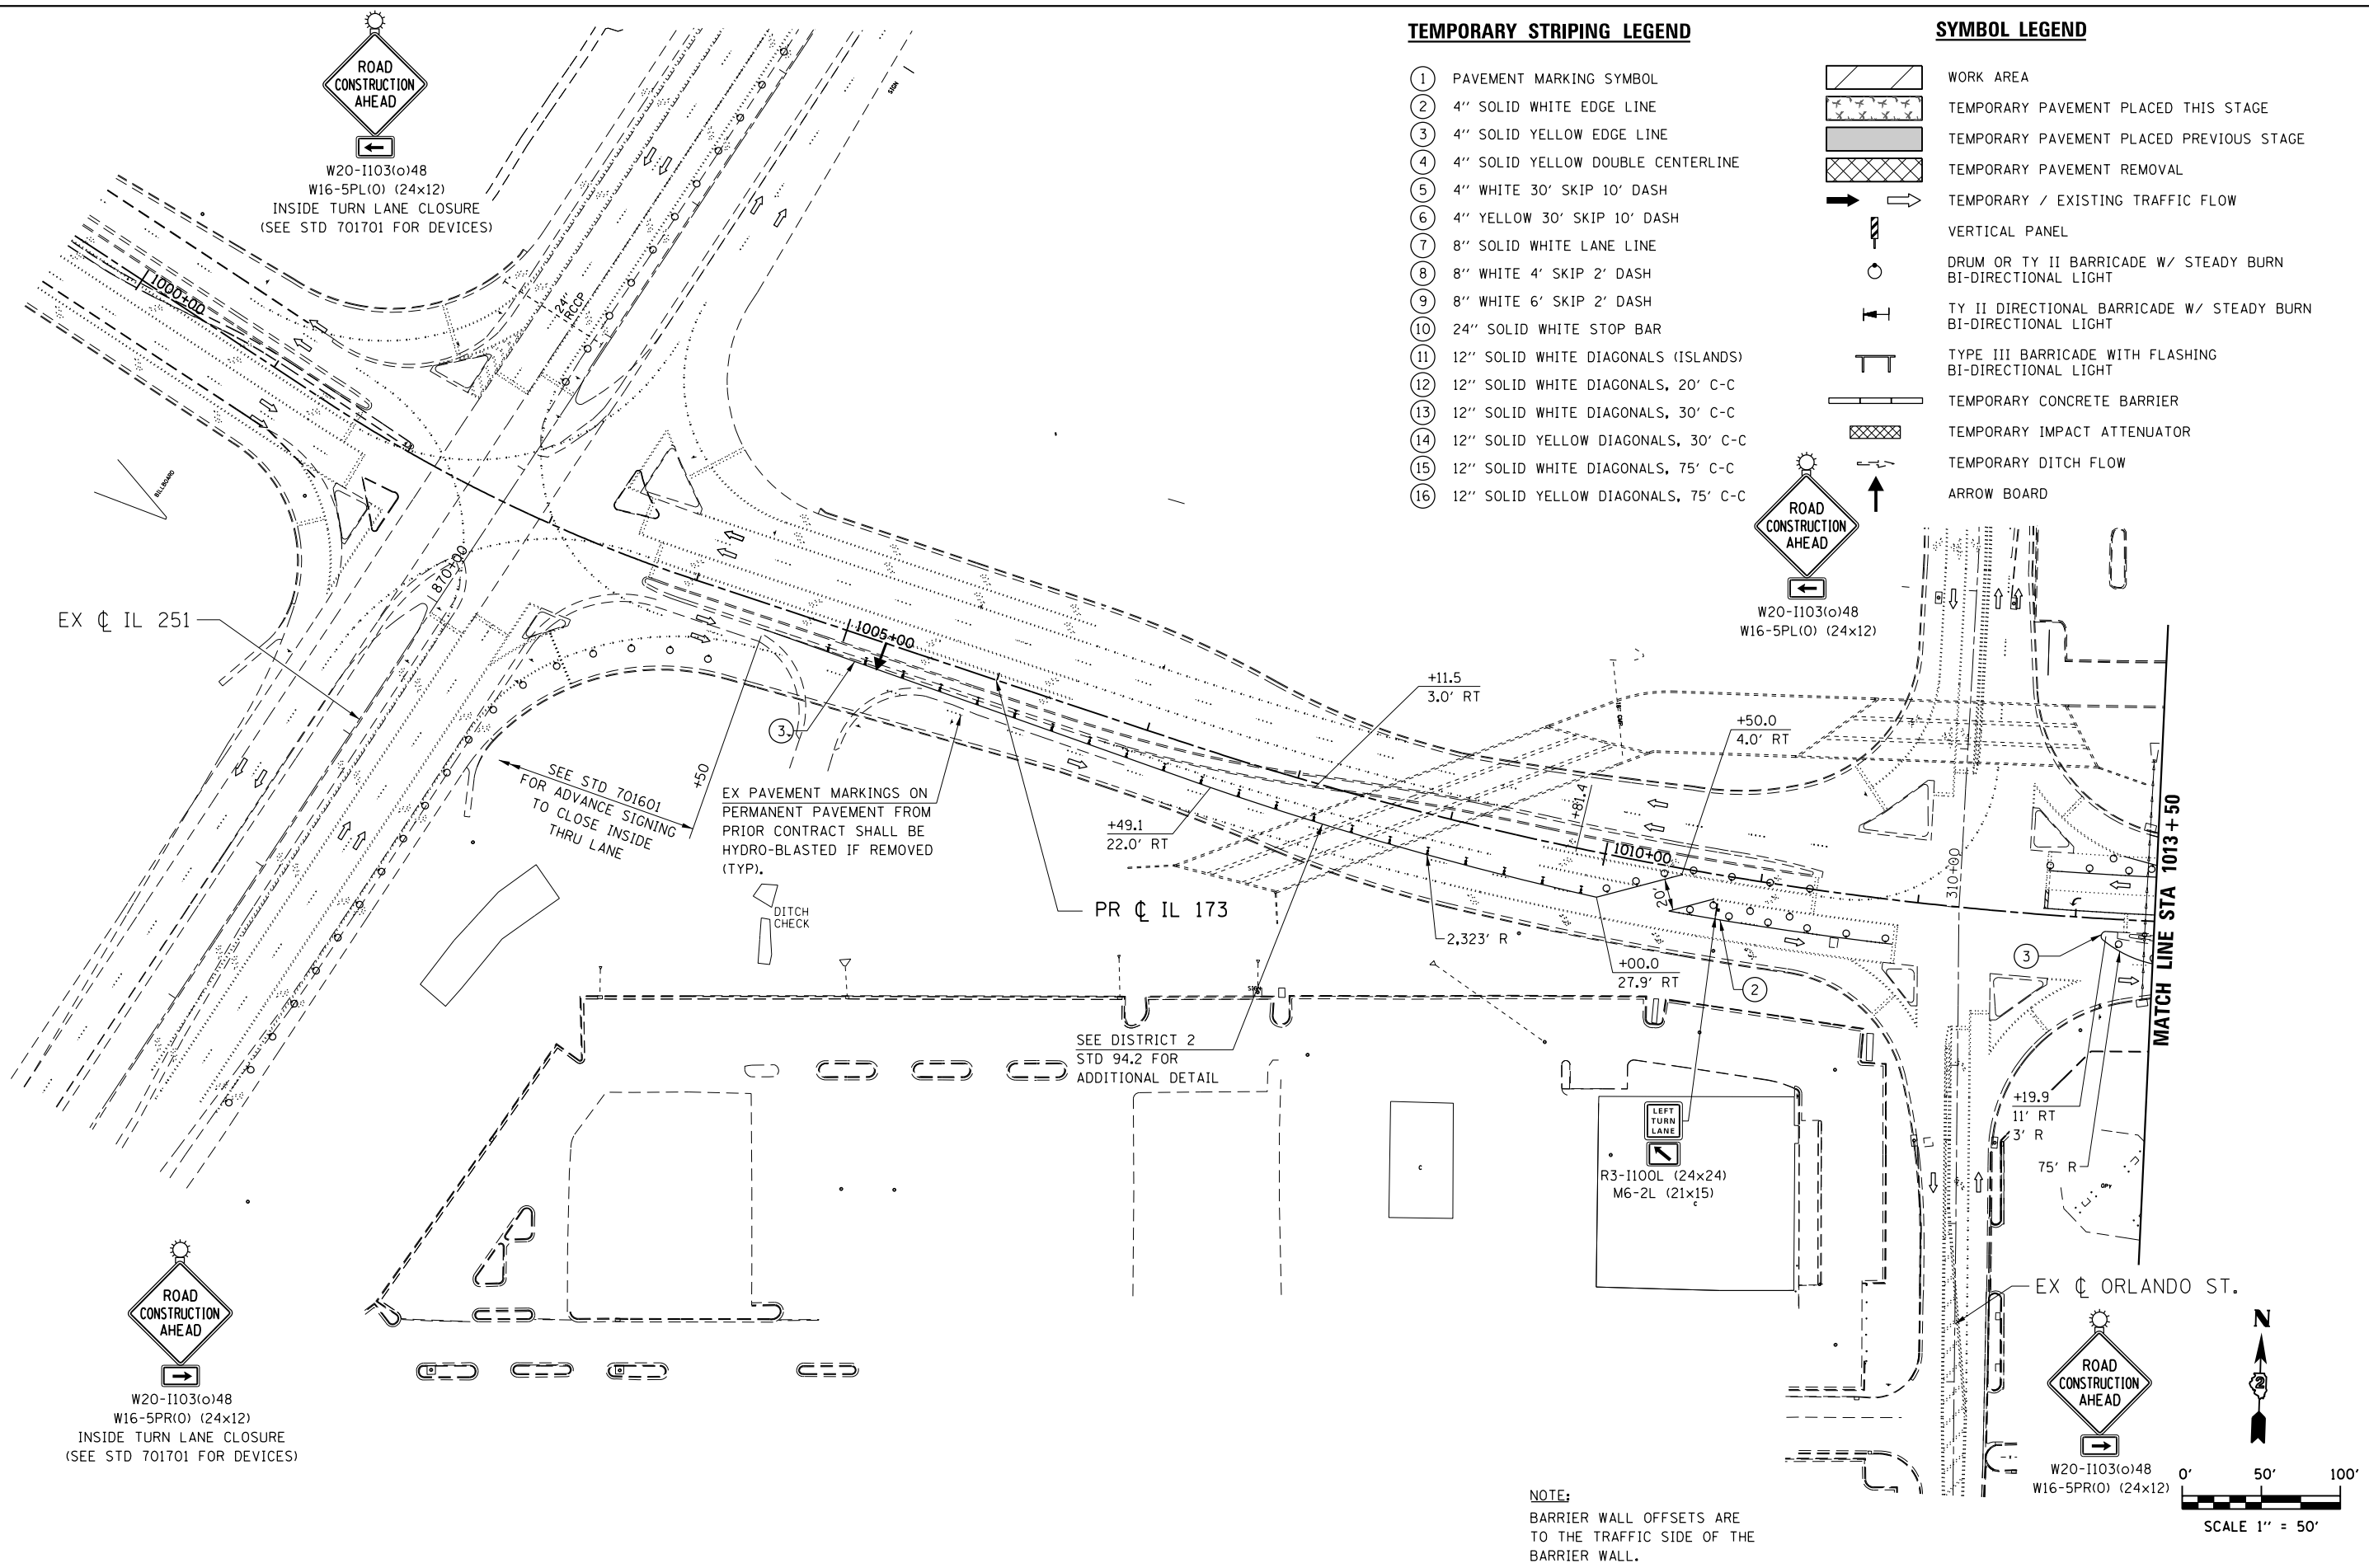 ROAD
CONSTRUCTION
AHEAD
W20-I103(o)48
W16-5PL(O) (24x12)
INSIDE TURN LANE CLOSURE
(SEE STD 701701 FOR DEVICES)
TEMPORARY STRIPING LEGEND
1 PAVEMENT MARKING SYMBOL
2 4'' SOLID WHITE EDGE LINE
3 4'' SOLID YELLOW EDGE LINE
4 4'' SOLID YELLOW DOUBLE CENTERLINE
5 4'' WHITE 30' SKIP 10' DASH
6 4'' YELLOW 30' SKIP 10' DASH
7 8'' SOLID WHITE LANE LINE
8 8'' WHITE 4' SKIP 2' DASH
9 8'' WHITE 6' SKIP 2' DASH
10 24'' SOLID WHITE STOP BAR
11 12'' SOLID WHITE DIAGONALS (ISLANDS)
12 12'' SOLID WHITE DIAGONALS, 20' C-C
13 12'' SOLID WHITE DIAGONALS, 30' C-C
14 12'' SOLID YELLOW DIAGONALS, 30' C-C
15 12'' SOLID WHITE DIAGONALS, 75' C-C
16 12'' SOLID YELLOW DIAGONALS, 75' C-C
SYMBOL LEGEND
WORK AREA
TEMPORARY PAVEMENT PLACED THIS STAGE
TEMPORARY PAVEMENT PLACED PREVIOUS STAGE
TEMPORARY PAVEMENT REMOVAL
TEMPORARY / EXISTING TRAFFIC FLOW
VERTICAL PANEL
DRUM OR TY II BARRICADE W/ STEADY BURN
BI-DIRECTIONAL LIGHT
TY II DIRECTIONAL BARRICADE W/ STEADY BURN
BI-DIRECTIONAL LIGHT
TYPE III BARRICADE WITH FLASHING
BI-DIRECTIONAL LIGHT
TEMPORARY CONCRETE BARRIER
TEMPORARY IMPACT ATTENUATOR
TEMPORARY DITCH FLOW
ARROW BOARD
ROAD
CONSTRUCTION
AHEAD
W20-I103(o)48
W16-5PL(O) (24x12)
SIGN
1000+00
24''
RCCP
BILLBOARD
870+00
EX ℄ IL 251
1005+00
3
+50
SEE STD 701601
FOR ADVANCE SIGNING
TO CLOSE INSIDE
THRU LANE
EX PAVEMENT MARKINGS ON
PERMANENT PAVEMENT FROM
PRIOR CONTRACT SHALL BE
HYDRO-BLASTED IF REMOVED
(TYP).
DITCH
CHECK
PR ℄ IL 173
+49.1
22.0' RT
+11.5
3.0' RT
+50.0
4.0' RT
+81.4
1010+00
20'
2,323' R
+00.0
27.9' RT
2
310+00
3
MATCH LINE STA 1013+50
SEE DISTRICT 2
STD 94.2 FOR
ADDITIONAL DETAIL
SIGN
LEFT
TURN
LANE
R3-I100L (24x24)
M6-2L (21x15)
C
C
+19.9
11' RT
3' R
75' R
OPY
EX ℄ ORLANDO ST.
ROAD
CONSTRUCTION
AHEAD
W20-I103(o)48
W16-5PR(O) (24x12)
INSIDE TURN LANE CLOSURE
(SEE STD 701701 FOR DEVICES)
ROAD
CONSTRUCTION
AHEAD
W20-I103(o)48
W16-5PR(O) (24x12)
N
2
0' 50' 100'
SCALE 1'' = 50'
NOTE:
BARRIER WALL OFFSETS ARE
TO THE TRAFFIC SIDE OF THE
BARRIER WALL.